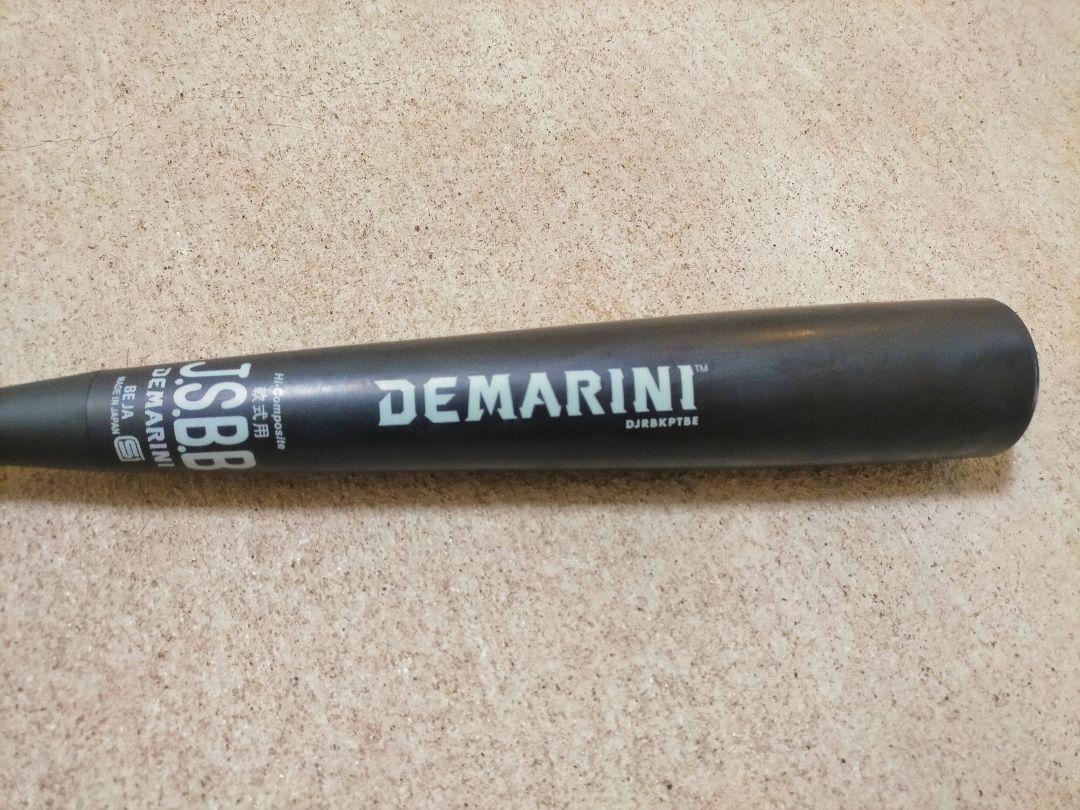 DEMARINI™
DJRBKPTBE
Hi-Composite
軟式用
J.S.B.B
DEMARINI
BE JA
MADE IN JAPAN